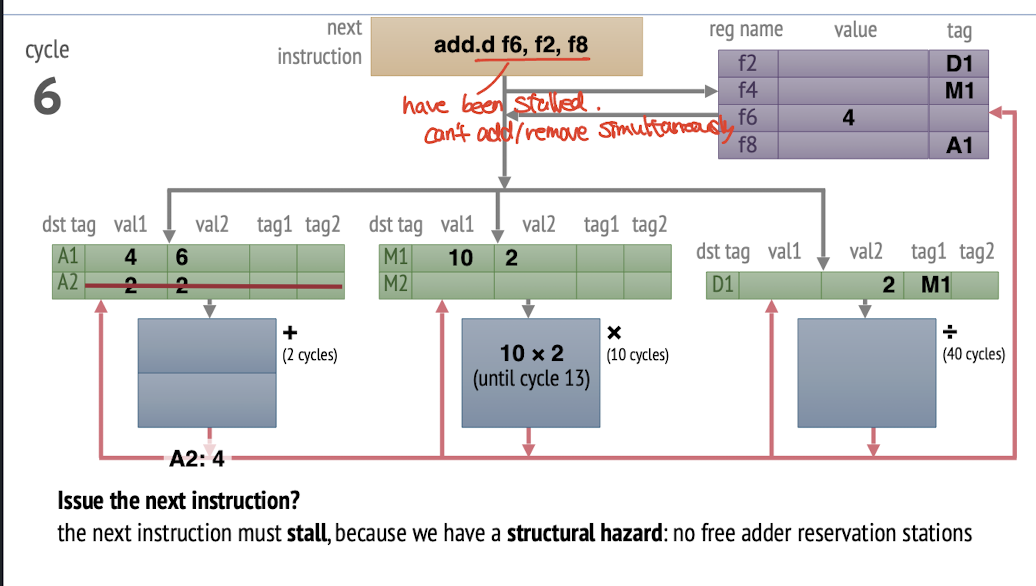 cycle
6
next
instruction
add.d f6, f2, f8
have been stalled.
can't add/remove simultaneously
reg name value tag
f2 D1
f4 M1
f6 4
f8 A1
dst tag val1 val2 tag1 tag2
A1 4 6
A2 2 2
dst tag val1 val2 tag1 tag2
M1 10 2
M2
dst tag val1 val2 tag1 tag2
D1 2 M1
+
(2 cycles)
10 × 2
(until cycle 13)
×
(10 cycles)
÷
(40 cycles)
A2: 4
Issue the next instruction?
the next instruction must stall, because we have a structural hazard: no free adder reservation stations